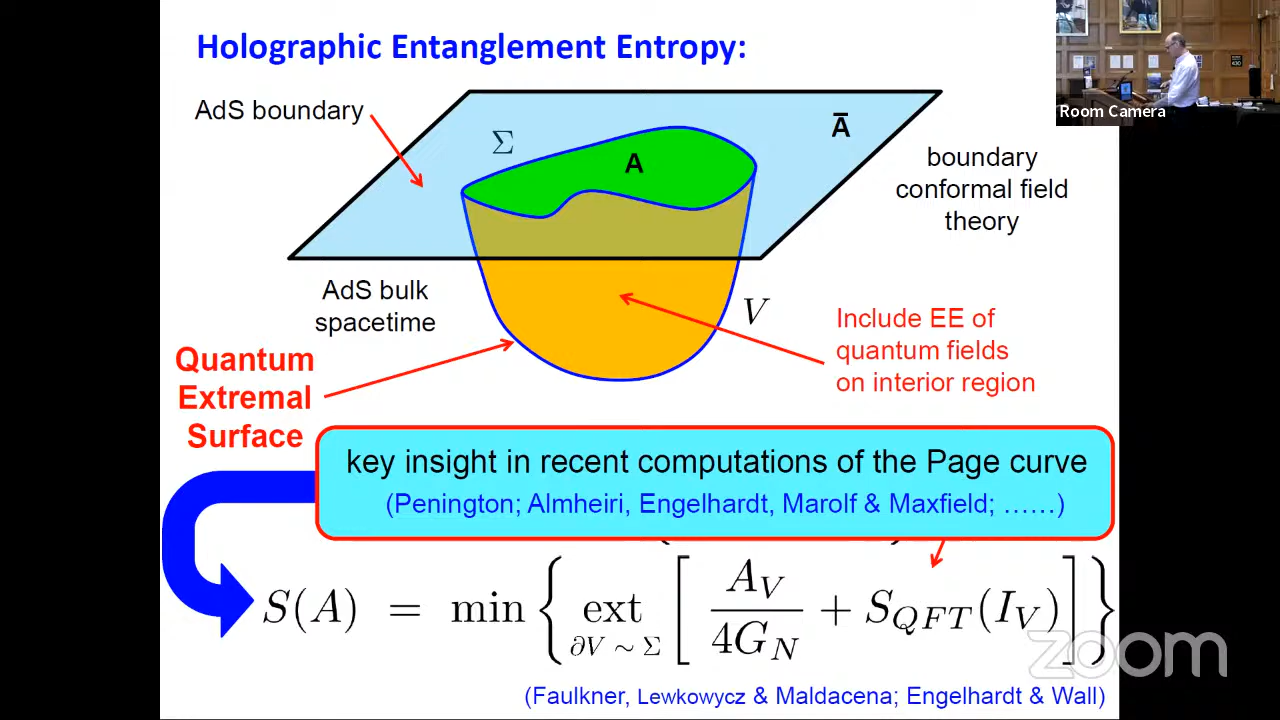 Holographic Entanglement Entropy:
AdS boundary
Σ
A
Ā
boundary
conformal field
theory
AdS bulk
spacetime
V
Quantum
Extremal
Surface
Include EE of
quantum fields
on interior region
key insight in recent computations of the Page curve
(Penington; Almheiri, Engelhardt, Marolf & Maxfield; ……)
S(A) = min { ext ∂V ~ Σ [ A_V / 4G_N + S_QFT(I_V) ] }
(Faulkner, Lewkowycz & Maldacena; Engelhardt & Wall)
Room Camera
zoom